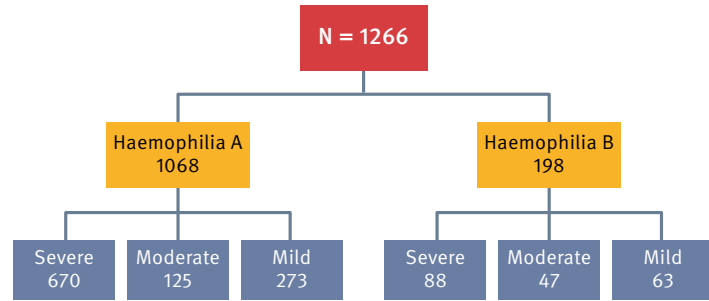 N = 1266
Haemophilia A
1068
Haemophilia B
198
Severe
670
Moderate
125
Mild
273
Severe
88
Moderate
47
Mild
63